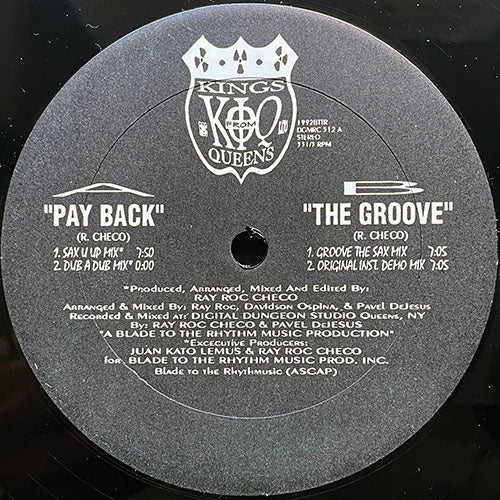 KINGS
FROM
QUEENS
1992BTTR
DGMRC 512 A
STEREO
331/3 RPM
A
"PAY BACK"
(R. CHECO)
1. SAX U UP MIX* 7:50
2. DUB A DUB MIX* 0:00
B
"THE GROOVE"
(R. CHECO)
1. GROOVE THE SAX MIX 7:05
2. ORIGINAL INST. DEMO MIX 7:05
*Produced, Arranged, Mixed And Edited By:
RAY ROC CHECO
Arranged & Mixed By: Ray Roc, Davidson Ospina, & Pavel DeJesus
Recorded & Mixed at: DIGITAL DUNGEON STUDIO Queens, NY
By: RAY ROC CHECO & PAVEL DEJESUS
"A BLADE TO THE RHYTHM MUSIC PRODUCTION"
*Excecutive Producers:
JUAN KATO LEMUS & RAY ROC CHECO
for BLADE TO THE RHYTHM MUSIC PROD. INC.
Blade to the Rhythmusic (ASCAP)